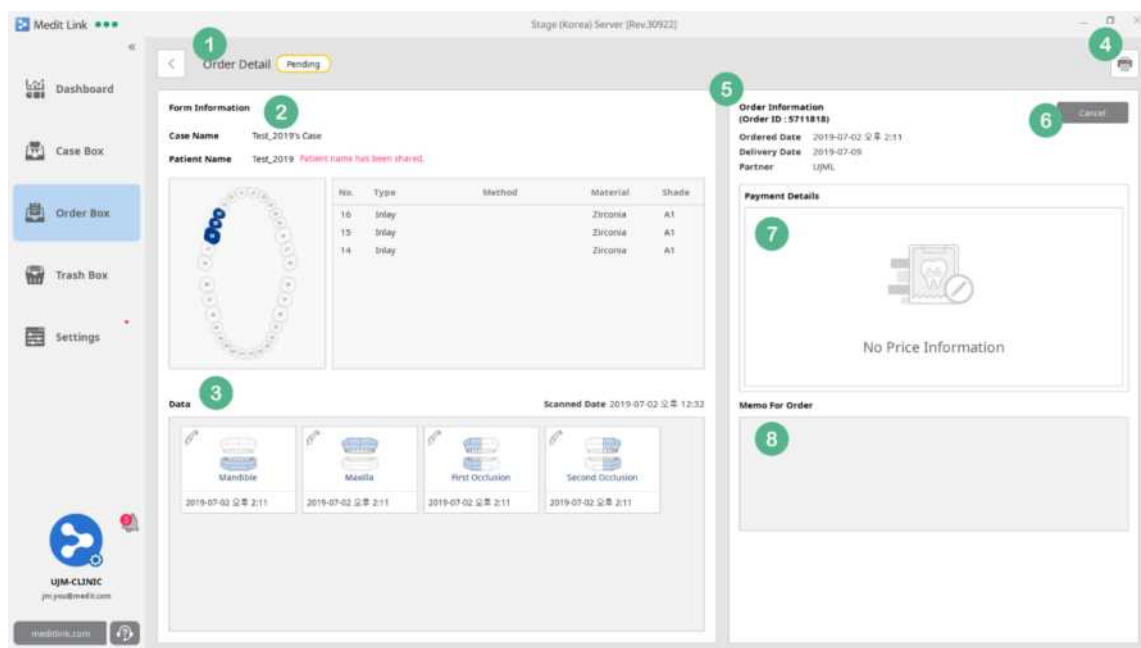 Medit Link
Stage (Korea) Server [Rev.30922]
1
4
Order Detail
Pending
Dashboard
Case Box
Order Box
Trash Box
Settings
2
UJM-CLINIC
jm.you@medit.com
meditlink.com
Form Information
2
Case Name Test_2019's Case
Patient Name Test_2019 Patient name has been shared.
No. Type Method Material Shade
16 Inlay Zirconia A1
15 Inlay Zirconia A1
14 Inlay Zirconia A1
3
Data
Scanned Date 2019-07-02 오후 12:32
Mandible
2019-07-02 오후 2:11
Maxilla
2019-07-02 오후 2:11
First Occlusion
2019-07-02 오후 2:11
Second Occlusion
2019-07-02 오후 2:11
5
Order Information
(Order ID : 5711818)
6
Cancel
Ordered Date 2019-07-02 오후 2:11
Delivery Date 2019-07-09
Partner UJML
Payment Details
7
No Price Information
Memo For Order
8